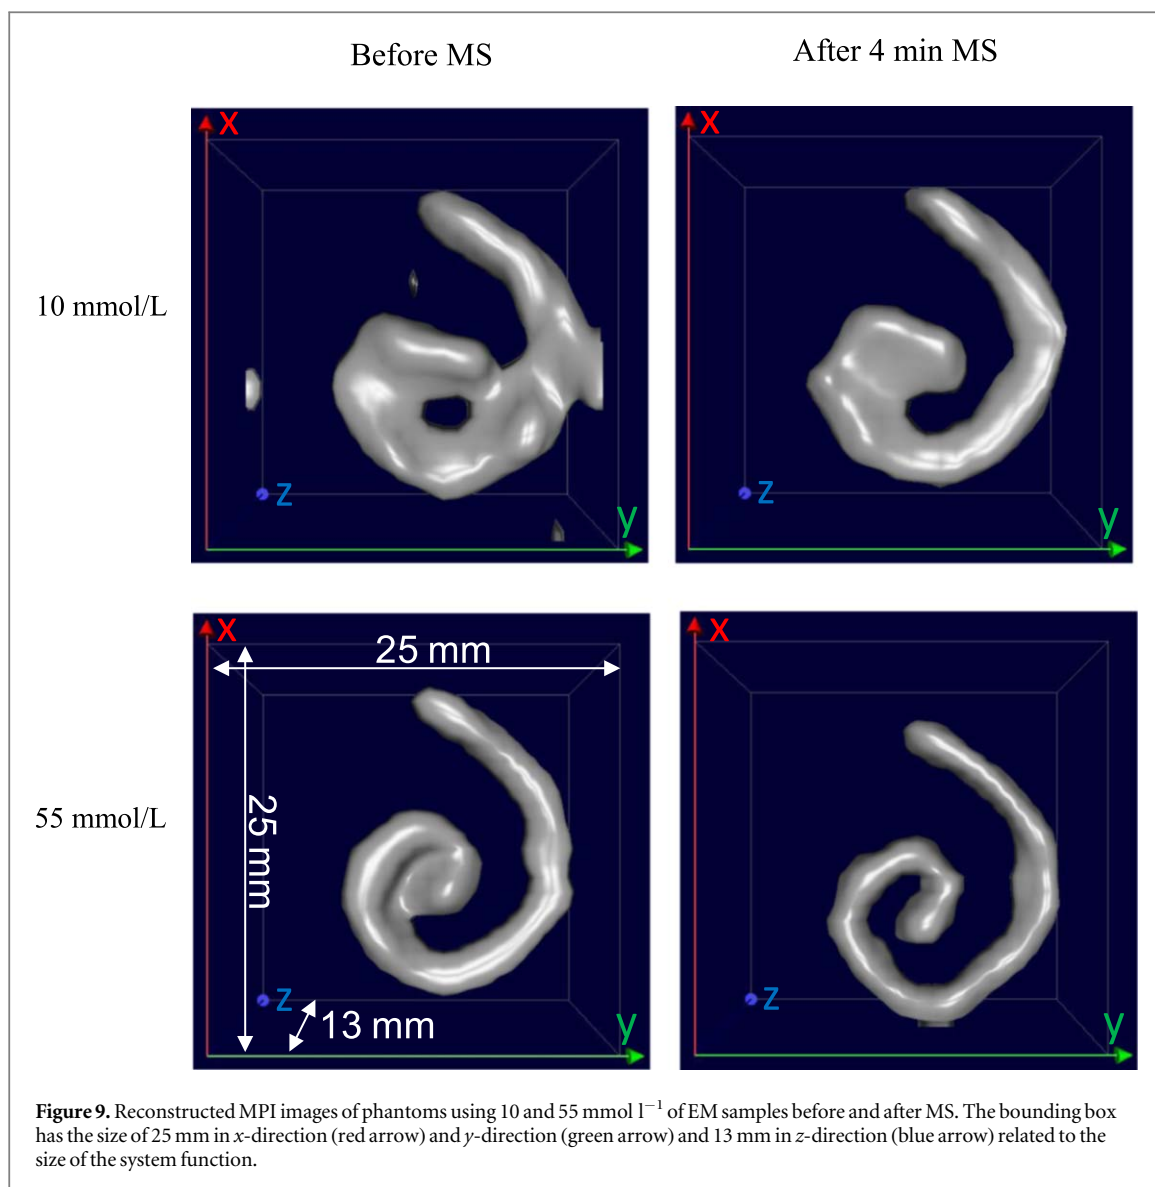 Before MS
After 4 min MS
X
z
y
X
z
y
10 mmol/L
X
25 mm
25 mm
z
13 mm
y
X
z
y
55 mmol/L
Figure 9. Reconstructed MPI images of phantoms using 10 and 55 mmol l⁻¹ of EM samples before and after MS. The bounding box
has the size of 25 mm in x-direction (red arrow) and y-direction (green arrow) and 13 mm in z-direction (blue arrow) related to the
size of the system function.